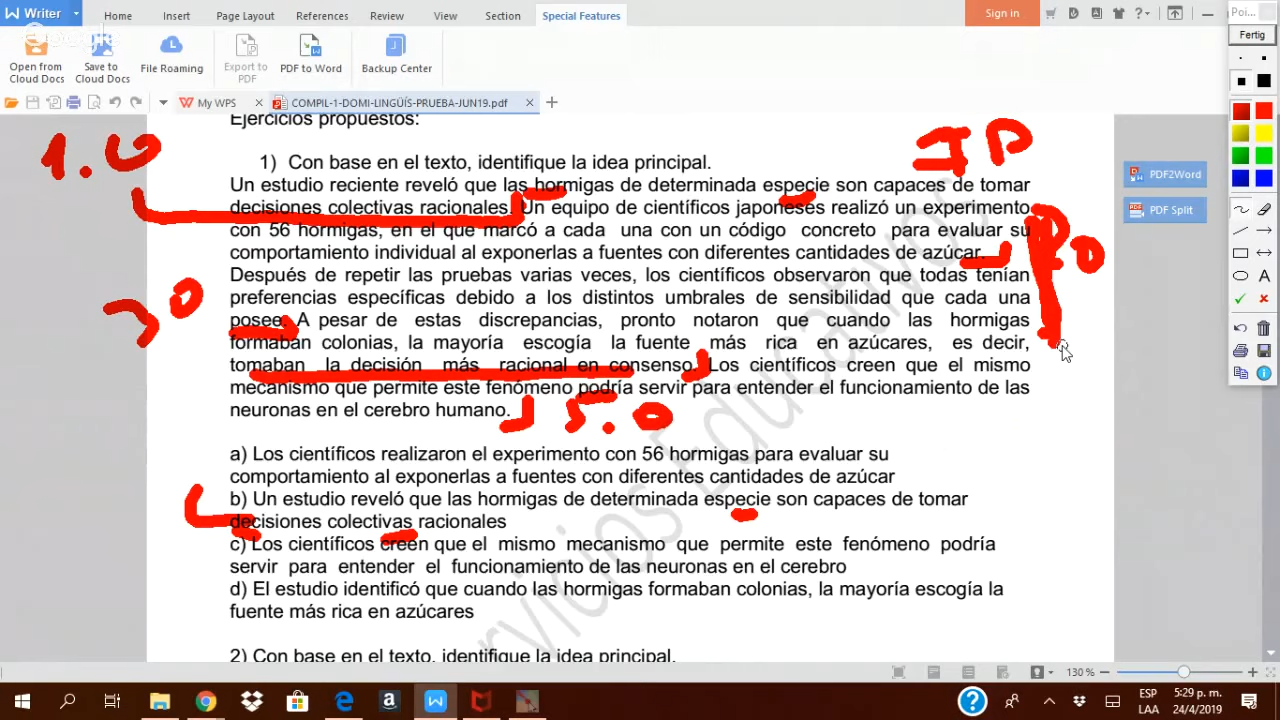 Writer
Home Insert Page Layout References Review View Section Special Features
Sign in
Fertig
Google
Open from Cloud Docs
Save to Cloud Docs
File Roaming
Export to PDF
PDF to Word
Backup Center
My WPS
COMPIL-1-DOMI-LINGÜÍS-PRUEBA-JUN19.pdf
Ejercicios propuestos:
1) Con base en el texto, identifique la idea principal.
Un estudio reciente reveló que las hormigas de determinada especie son capaces de tomar
decisiones colectivas racionales. Un equipo de científicos japoneses realizó un experimento
con 56 hormigas, en el que marcó a cada una con un código concreto para evaluar su
comportamiento individual al exponerlas a fuentes con diferentes cantidades de azúcar.
Después de repetir las pruebas varias veces, los científicos observaron que todas tenían
preferencias específicas debido a los distintos umbrales de sensibilidad que cada una
posee. A pesar de estas discrepancias, pronto notaron que cuando las hormigas
formaban colonias, la mayoría escogía la fuente más rica en azúcares, es decir,
tomaban la decisión más racional en consenso. Los científicos creen que el mismo
mecanismo que permite este fenómeno podría servir para entender el funcionamiento de las
neuronas en el cerebro humano.
a) Los científicos realizaron el experimento con 56 hormigas para evaluar su
comportamiento al exponerlas a fuentes con diferentes cantidades de azúcar
b) Un estudio reveló que las hormigas de determinada especie son capaces de tomar
decisiones colectivas racionales
c) Los científicos creen que el mismo mecanismo que permite este fenómeno podría
servir para entender el funcionamiento de las neuronas en el cerebro
d) El estudio identificó que cuando las hormigas formaban colonias, la mayoría escogía la
fuente más rica en azúcares
2) Con base en el texto, identifique la idea principal.
IP
5.0
rvicios Educativos
PDF2Word
PDF Split
130 %
ESP
LAA
5:29 p. m.
24/4/2019